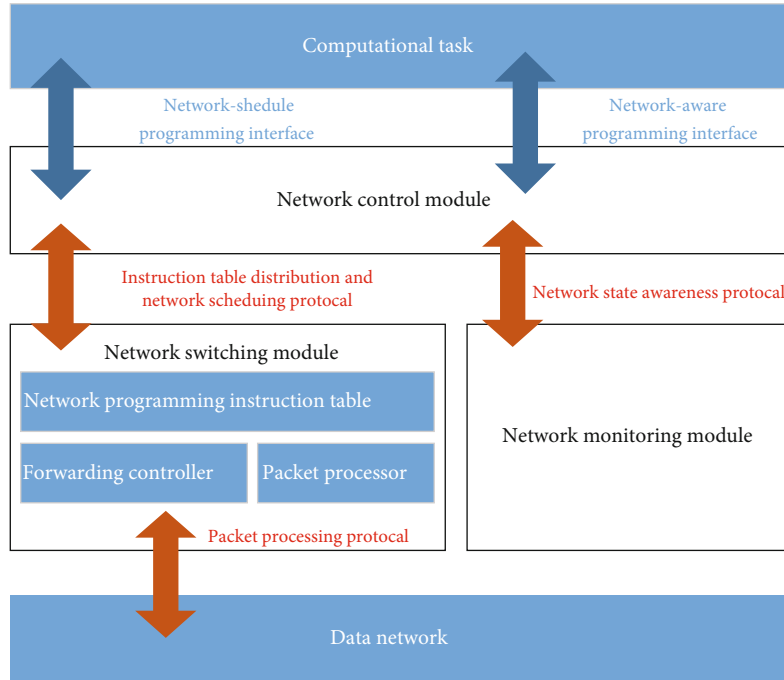 Computational task
Network-shedule
programming interface
Network-aware
programming interface
Network control module
Instruction table distribution and
network scheduing protocal
Network state awareness protocal
Network switching module
Network programming instruction table
Forwarding controller
Packet processor
Network monitoring module
Packet processing protocal
Data network